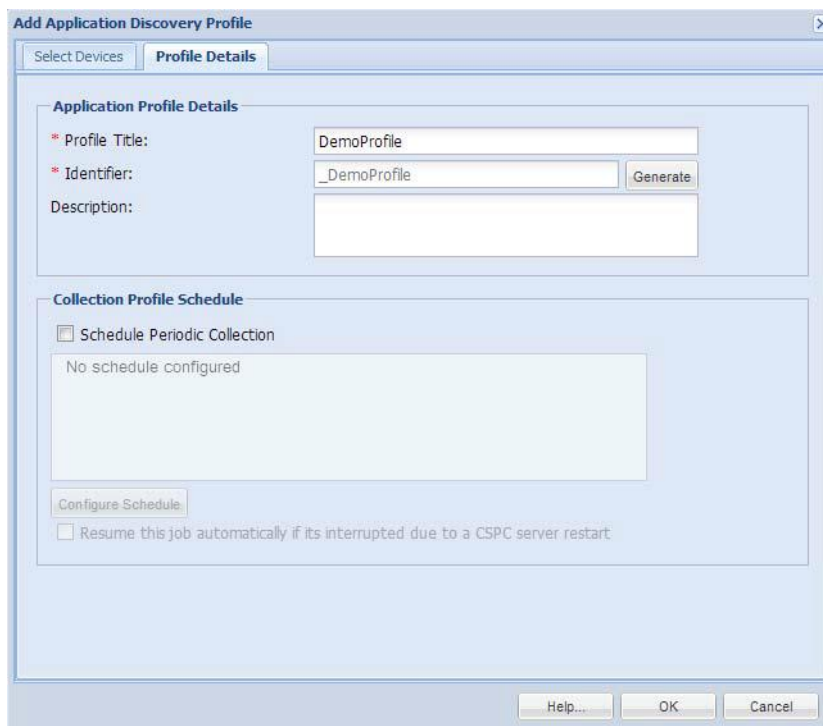 Add Application Discovery Profile
Select Devices Profile Details
Application Profile Details
* Profile Title: DemoProfile
* Identifier: _DemoProfile Generate
Description:
Collection Profile Schedule
Schedule Periodic Collection
No schedule configured
Configure Schedule
Resume this job automatically if its interrupted due to a CSPC server restart
Help... OK Cancel